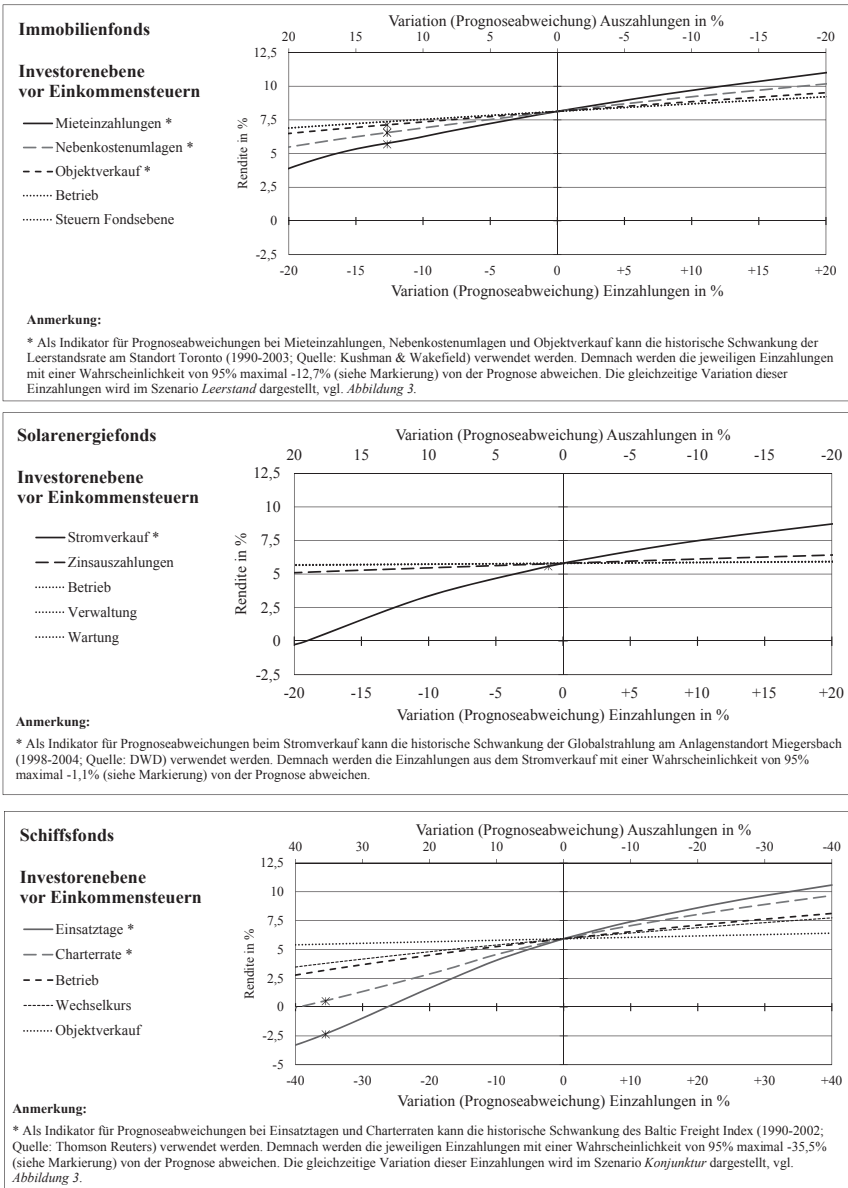 Immobilienfonds
Investorenebene
vor Einkommensteuern
Mieteinzahlungen *
Nebenkostenumlagen *
Objektverkauf *
Betrieb
Steuern Fondsebene
Variation (Prognoseabweichung) Auszahlungen in %
20 15 10 5 0 -5 -10 -15 -20
Rendite in %
12,5
10
7,5
5
2,5
0
-2,5
-20 -15 -10 -5 0 +5 +10 +15 +20
Variation (Prognoseabweichung) Einzahlungen in %
Anmerkung:
* Als Indikator für Prognoseabweichungen bei Mieteinzahlungen, Nebenkostenumlagen und Objektverkauf kann die historische Schwankung der
Leerstandsrate am Standort Toronto (1990-2003; Quelle: Kushman & Wakefield) verwendet werden. Demnach werden die jeweiligen Einzahlungen
mit einer Wahrscheinlichkeit von 95% maximal -12,7% (siehe Markierung) von der Prognose abweichen. Die gleichzeitige Variation dieser
Einzahlungen wird im Szenario Leerstand dargestellt, vgl. Abbildung 3.
Solarenergiefonds
Investorenebene
vor Einkommensteuern
Stromverkauf *
Zinsauszahlungen
Betrieb
Verwaltung
Wartung
Variation (Prognoseabweichung) Auszahlungen in %
20 15 10 5 0 -5 -10 -15 -20
Rendite in %
12,5
10
7,5
5
2,5
0
-2,5
-20 -15 -10 -5 0 +5 +10 +15 +20
Variation (Prognoseabweichung) Einzahlungen in %
Anmerkung:
* Als Indikator für Prognoseabweichungen beim Stromverkauf kann die historische Schwankung der Globalstrahlung am Anlagenstandort Miegersbach
(1998-2004; Quelle: DWD) verwendet werden. Demnach werden die Einzahlungen aus dem Stromverkauf mit einer Wahrscheinlichkeit von 95%
maximal -1,1% (siehe Markierung) von der Prognose abweichen.
Schiffsfonds
Investorenebene
vor Einkommensteuern
Einsatztage *
Charterrate *
Betrieb
Wechselkurs
Objektverkauf
Variation (Prognoseabweichung) Auszahlungen in %
40 30 20 10 0 -10 -20 -30 -40
Rendite in %
12,5
10
7,5
5
2,5
0
-2,5
-5
-40 -30 -20 -10 0 +10 +20 +30 +40
Variation (Prognoseabweichung) Einzahlungen in %
Anmerkung:
* Als Indikator für Prognoseabweichungen bei Einsatztagen und Charterraten kann die historische Schwankung des Baltic Freight Index (1990-2002;
Quelle: Thomson Reuters) verwendet werden. Demnach werden die jeweiligen Einzahlungen mit einer Wahrscheinlichkeit von 95% maximal -35,5%
(siehe Markierung) von der Prognose abweichen. Die gleichzeitige Variation dieser Einzahlungen wird im Szenario Konjunktur dargestellt, vgl.
Abbildung 3.